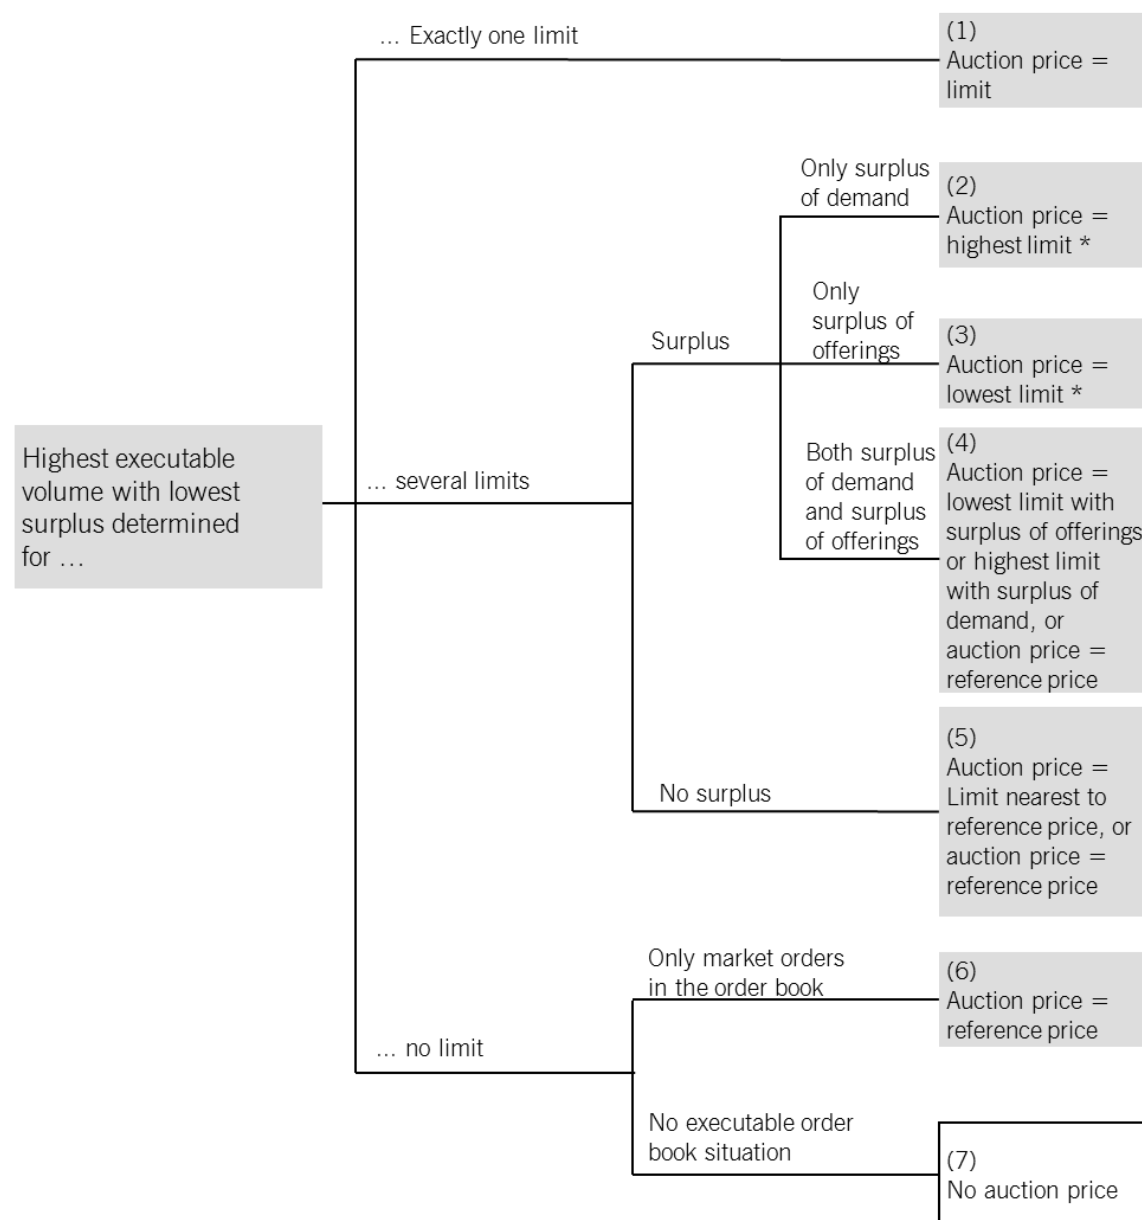 ... Exactly one limit
(1)
Auction price =
limit
Only surplus
of demand
(2)
Auction price =
highest limit *
Only
surplus of
offerings
Surplus
(3)
Auction price =
lowest limit *
Highest executable
volume with lowest
surplus determined
for ...
... several limits
Both surplus
of demand
and surplus
of offerings
(4)
Auction price =
lowest limit with
surplus of offerings
or highest limit
with surplus of
demand, or
auction price =
reference price
No surplus
(5)
Auction price =
Limit nearest to
reference price, or
auction price =
reference price
... no limit
Only market orders
in the order book
(6)
Auction price =
reference price
No executable order
book situation
(7)
No auction price